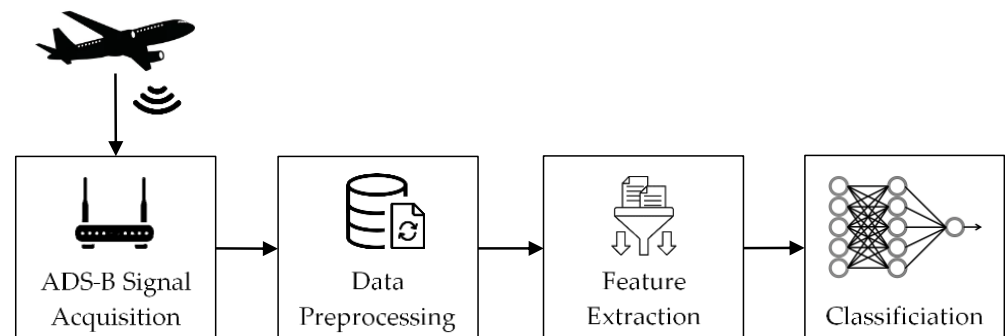 ADS-B Signal
Acquisition
Data
Preprocessing
Feature
Extraction
Classificiation